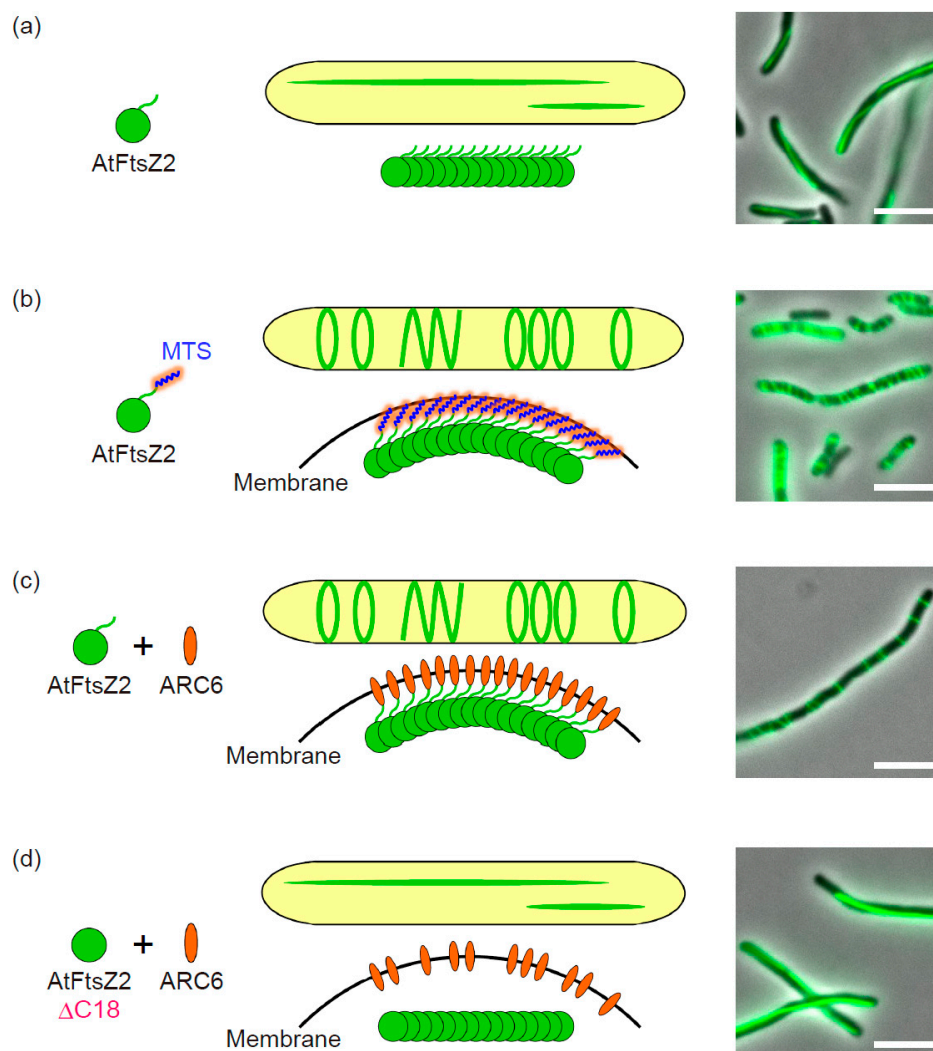 (a)
AtFtsZ2
(b)
MTS
AtFtsZ2
Membrane
(c)
+
AtFtsZ2
ARC6
Membrane
(d)
+
AtFtsZ2
ARC6
ΔC18
Membrane